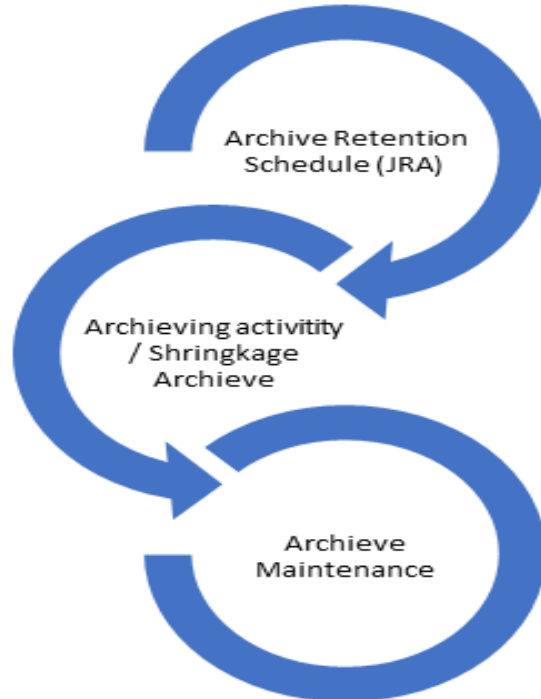 Archive Retention
Schedule (JRA)
Archieving activitity
/ Shringkage
Archieve
Archieve
Maintenance